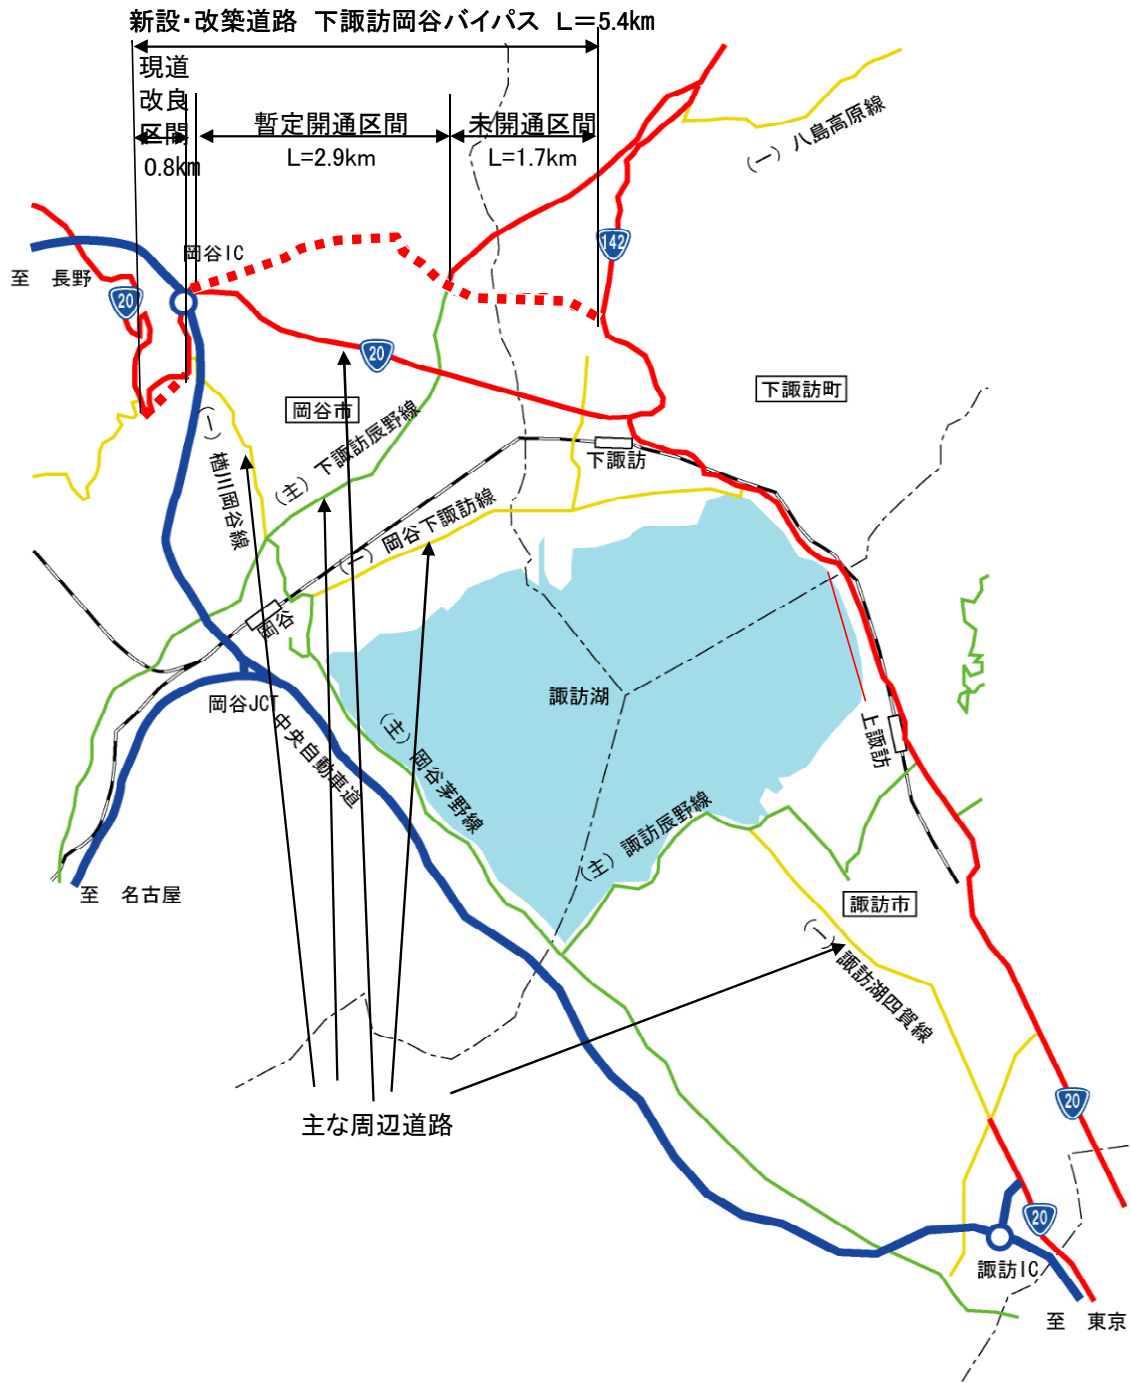 新設・改築道路　下諏訪岡谷バイパス　L＝5.4km
現道
改良
区間
0.8km
暫定開通区間
L=2.9km
未開通区間
L=1.7km
(一) 八島高原線
142
岡谷IC
至　長野
20
20
下諏訪町
岡谷市
(主) 下諏訪辰野線
下諏訪
(一) 楢川岡谷線
(一) 岡谷下諏訪線
岡谷
諏訪湖
岡谷JCT
中央自動車道
(主) 岡谷茅野線
上諏訪
(主) 諏訪辰野線
至　名古屋
諏訪市
(一) 諏訪湖四賀線
主な周辺道路
20
20
諏訪IC
至　東京